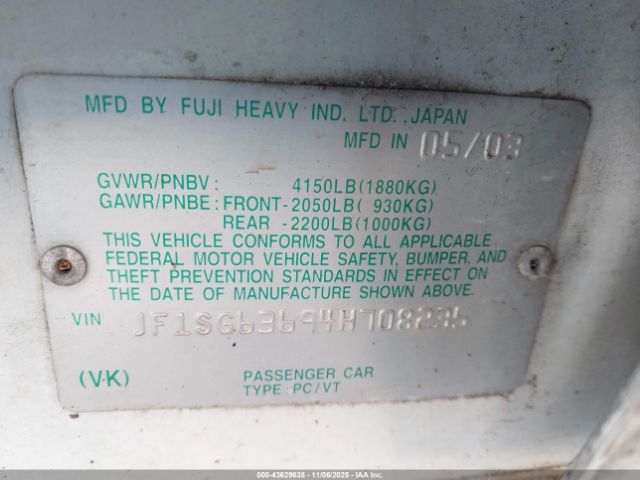 MFD BY FUJI HEAVY IND. LTD. JAPAN
MFD IN 05/03
GVWR/PNBV : 4150LB(1880KG)
GAWR/PNBE : FRONT-2050LB( 930KG)
REAR -2200LB(1000KG)
THIS VEHICLE CONFORMS TO ALL APPLICABLE
FEDERAL MOTOR VEHICLE SAFETY, BUMPER, AND
THEFT PREVENTION STANDARDS IN EFFECT ON
THE DATE OF MANUFACTURE SHOWN ABOVE.
VIN JF1SG63694H708235
(V·K)
PASSENGER CAR
TYPE : PC/VT
000-43629638 - 11/06/2025 - IAAI.CA